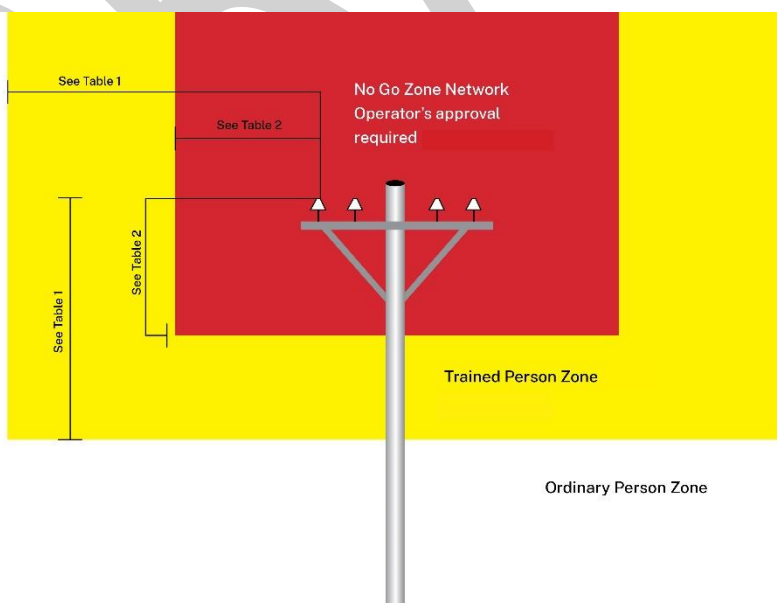 See Table 1
No Go Zone Network
Operator's approval
required
See Table 2
See Table 2
See Table 1
Trained Person Zone
Ordinary Person Zone